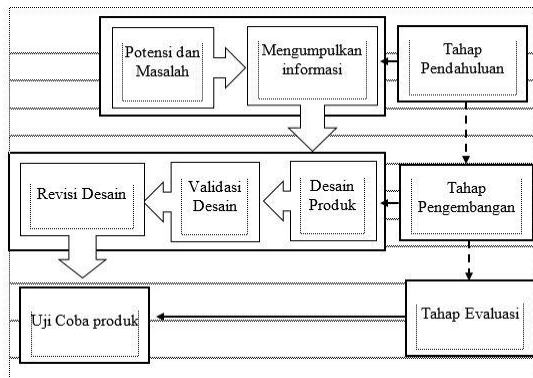 Potensi dan
Masalah
Mengumpulkan
informasi
Tahap
Pendahuluan
Revisi Desain
Validasi
Desain
Desain
Produk
Tahap
Pengembangan
Uji Coba produk
Tahap Evaluasi